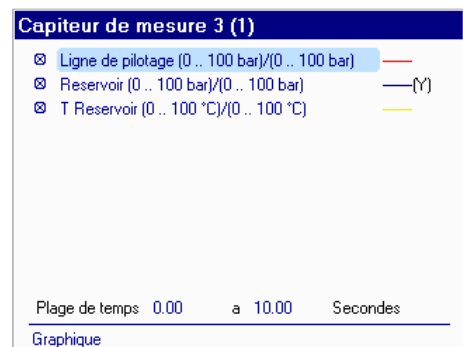 Capiteur de mesure 3 (1)
Ligne de pilotage (0 .. 100 bar)/(0 .. 100 bar)
Reservoir (0 .. 100 bar)/(0 .. 100 bar) (Y)
T Reservoir (0 .. 100 °C)/(0 .. 100 °C)
Plage de temps 0.00 a 10.00 Secondes
Graphique